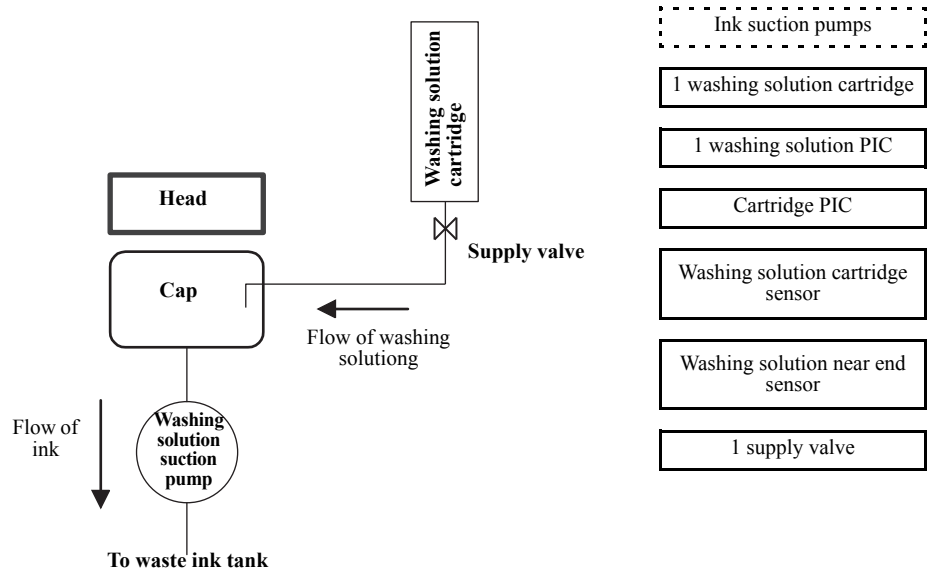 Washing solution
cartridge
Head
Supply valve
Cap
Flow of washing
solutiong
Flow of
ink
Washing
solution
suction
pump
To waste ink tank
Ink suction pumps
1 washing solution cartridge
1 washing solution PIC
Cartridge PIC
Washing solution cartridge
sensor
Washing solution near end
sensor
1 supply valve